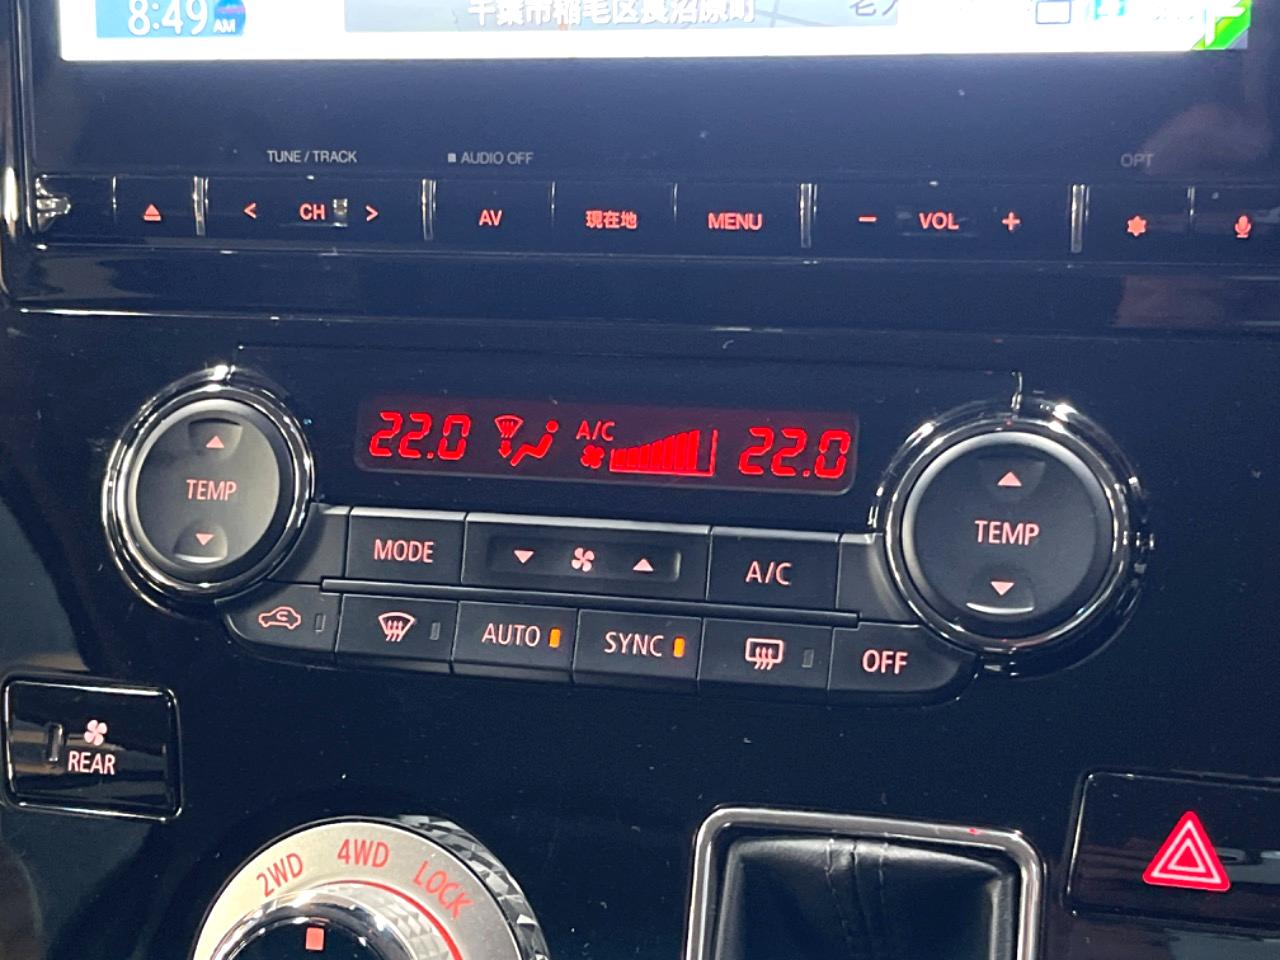 8:49 AM
千葉市稲毛区長沼原町
TUNE / TRACK
AUDIO OFF
OPT
< CH >
AV
現在地
MENU
− VOL +
22.0
A/C
22.0
TEMP
TEMP
MODE
A/C
AUTO
SYNC
OFF
REAR
2WD
4WD
LOCK